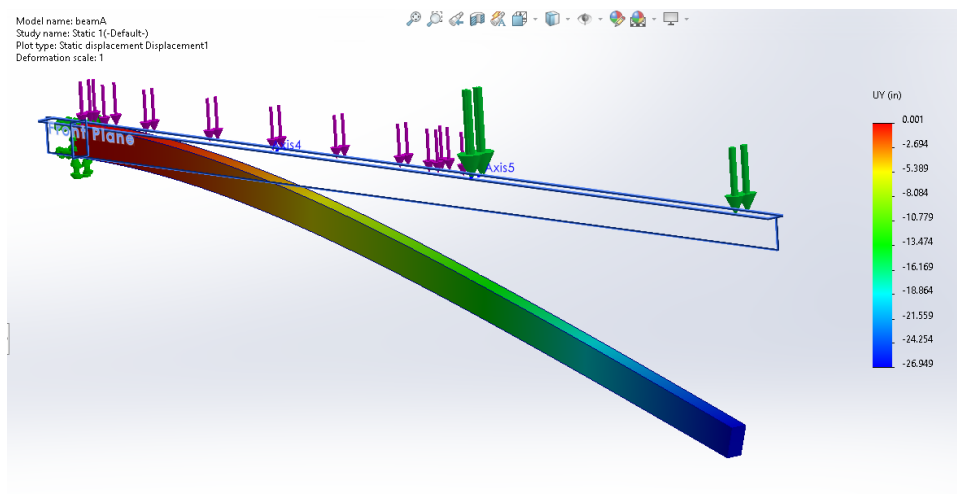 Model name: beamA
Study name: Static 1(-Default-)
Plot type: Static displacement Displacement1
Deformation scale: 1
UY (in)
0.001
-2.694
-5.389
-8.084
-10.779
-13.474
-16.169
-18.864
-21.559
-24.254
-26.949
Front Plane
xis4
Axis5